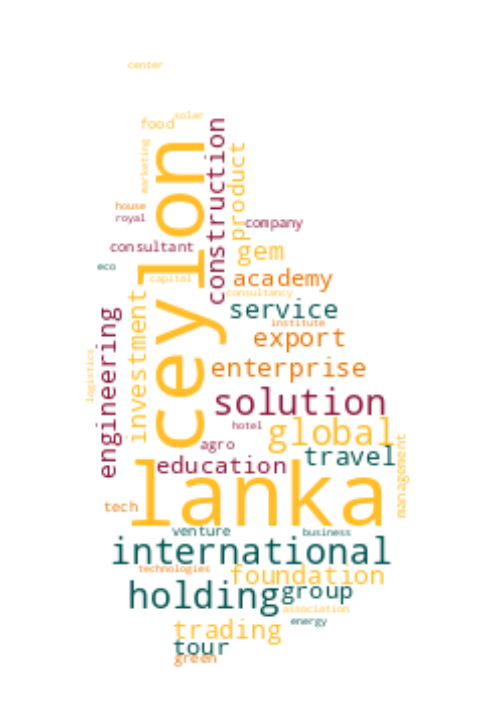 center
solar
food
marketing
ceylon
construction
product
house
royal
company
consultant
gem
eco
capital
academy
consultancy
investment
service
institute
engineering
export
logistics
enterprise
solution
hotel
global
agro
travel
management
education
lanka
tech
venture
business
international
technologies
foundation
holding
group
association
energy
trading
tour
green